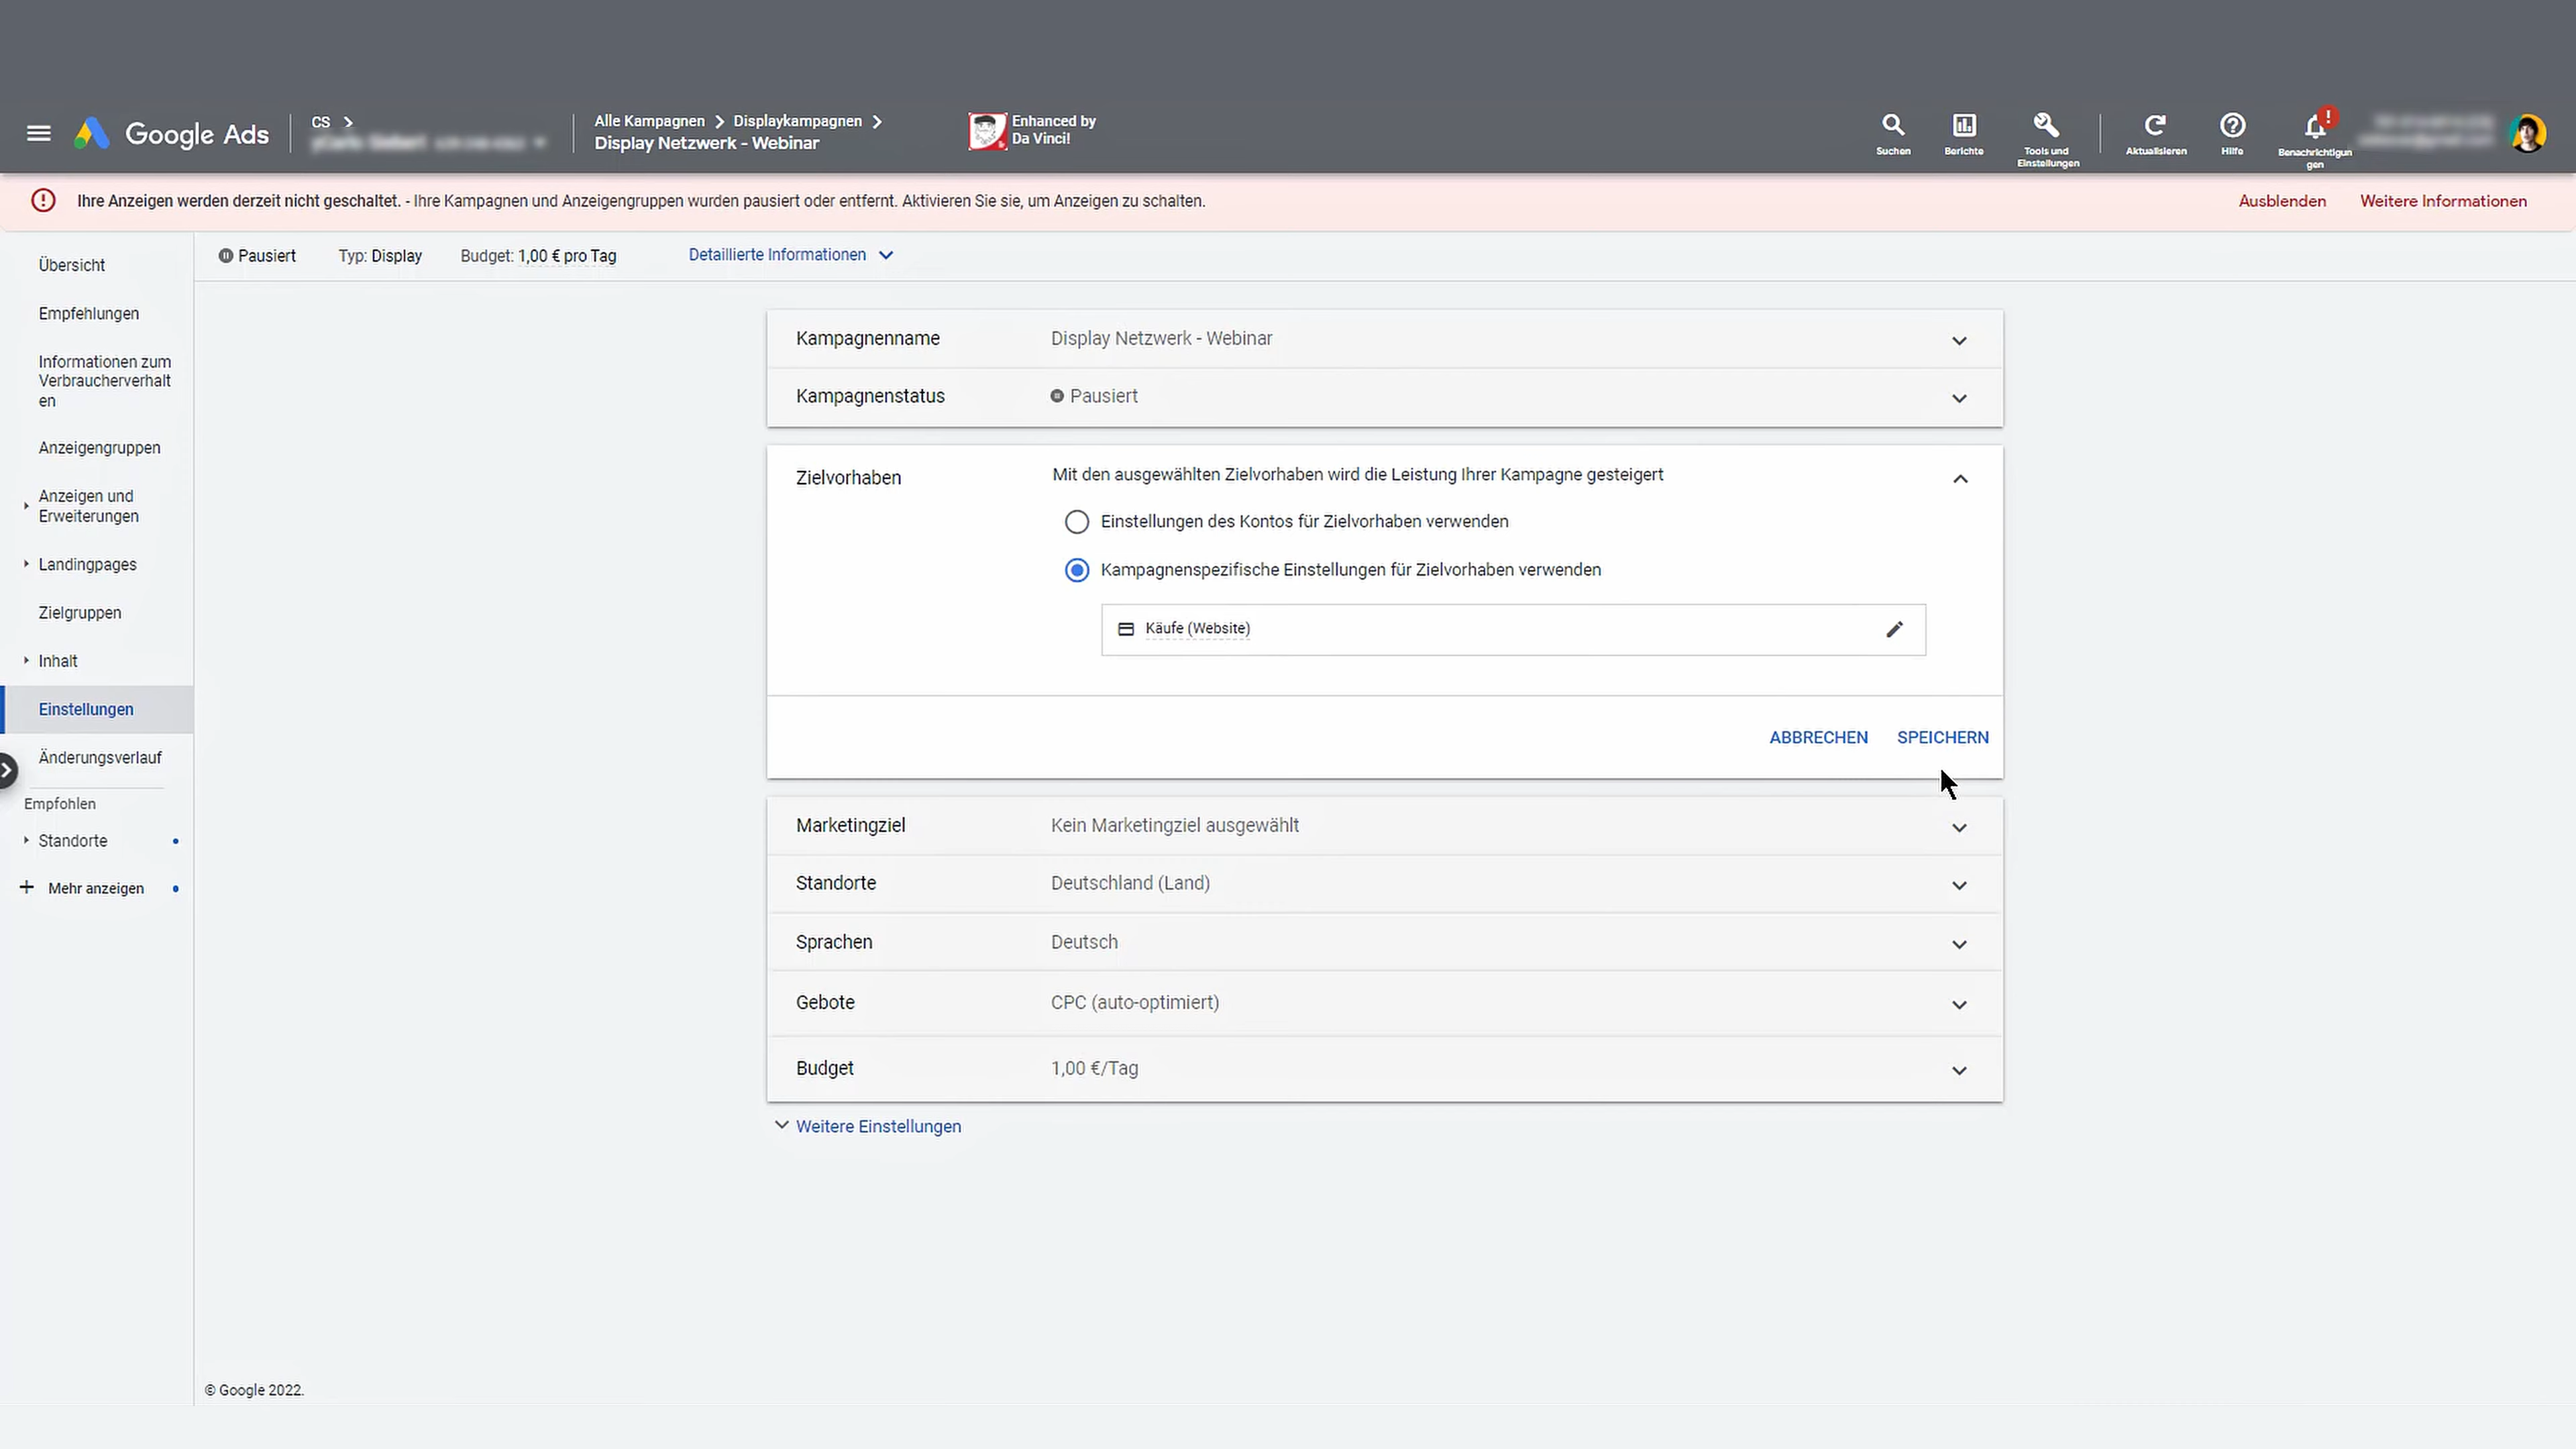 Google Ads
CS
Alle Kampagnen
Displaykampagnen
Display Netzwerk - Webinar
Enhanced by
Da Vinci!
Suchen
Berichte
Tools und
Einstellungen
Aktualisieren
Hilfe
Benachrichtigun
gen
Ihre Anzeigen werden derzeit nicht geschaltet. - Ihre Kampagnen und Anzeigengruppen wurden pausiert oder entfernt. Aktivieren Sie sie, um Anzeigen zu schalten.
Ausblenden
Weitere Informationen
Pausiert
Typ: Display
Budget: 1,00 € pro Tag
Detaillierte Informationen
Übersicht
Empfehlungen
Informationen zum
Verbraucherverhalt
en
Anzeigengruppen
Anzeigen und
Erweiterungen
Landingpages
Zielgruppen
Inhalt
Einstellungen
Änderungsverlauf
Empfohlen
Standorte
Mehr anzeigen
Kampagnenname
Display Netzwerk - Webinar
Kampagnenstatus
Pausiert
Zielvorhaben
Mit den ausgewählten Zielvorhaben wird die Leistung Ihrer Kampagne gesteigert
Einstellungen des Kontos für Zielvorhaben verwenden
Kampagnenspezifische Einstellungen für Zielvorhaben verwenden
Käufe (Website)
ABBRECHEN
SPEICHERN
Marketingziel
Kein Marketingziel ausgewählt
Standorte
Deutschland (Land)
Sprachen
Deutsch
Gebote
CPC (auto-optimiert)
Budget
1,00 €/Tag
Weitere Einstellungen
© Google 2022.